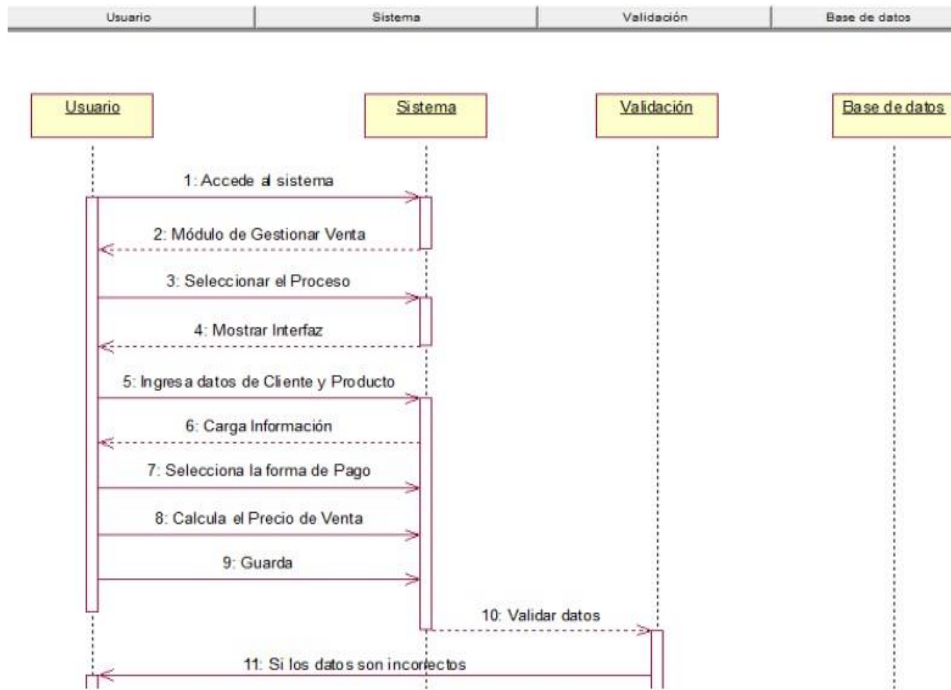 Usuario
Sistema
Validación
Base de datos
Usuario
Sistema
Validación
Base de datos
1: Accede al sistema
2: Módulo de Gestionar Venta
3: Seleccionar el Proceso
4: Mostrar Interfaz
5: Ingresa datos de Cliente y Producto
6: Carga Información
7: Selecciona la forma de Pago
8: Calcula el Precio de Venta
9: Guarda
10: Validar datos
11: Si los datos son incorrectos